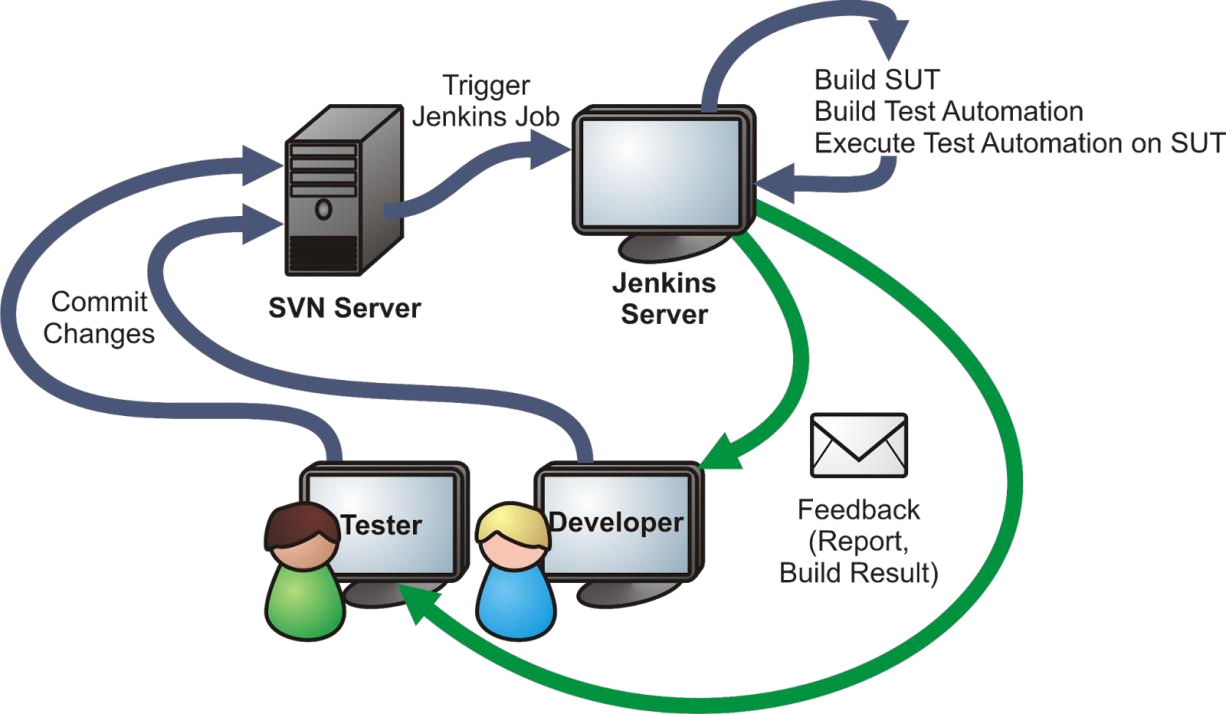 Trigger
Jenkins Job
Build SUT
Build Test Automation
Execute Test Automation on SUT
SVN Server
Jenkins
Server
Commit
Changes
Tester
Developer
Feedback
(Report,
Build Result)